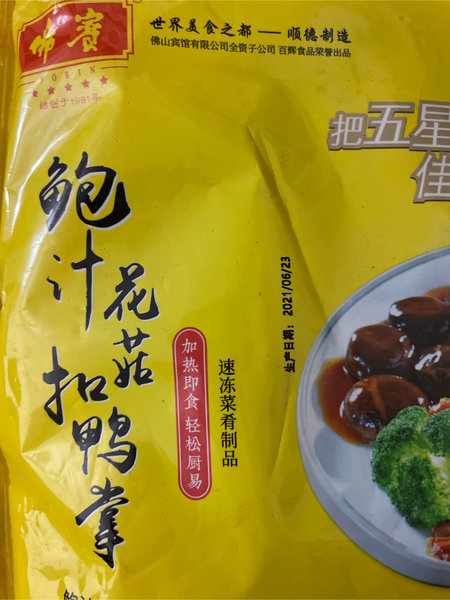 佛宾
FOBIN
始创于1981年
世界美食之都——顺德制造
佛山宾馆有限公司全资子公司 百辉食品荣誉出品
把五星
佳
鲍汁
花菇
扣鸭掌
加热即食 轻松厨易
速冻菜肴制品
生产日期: 2021/06/23